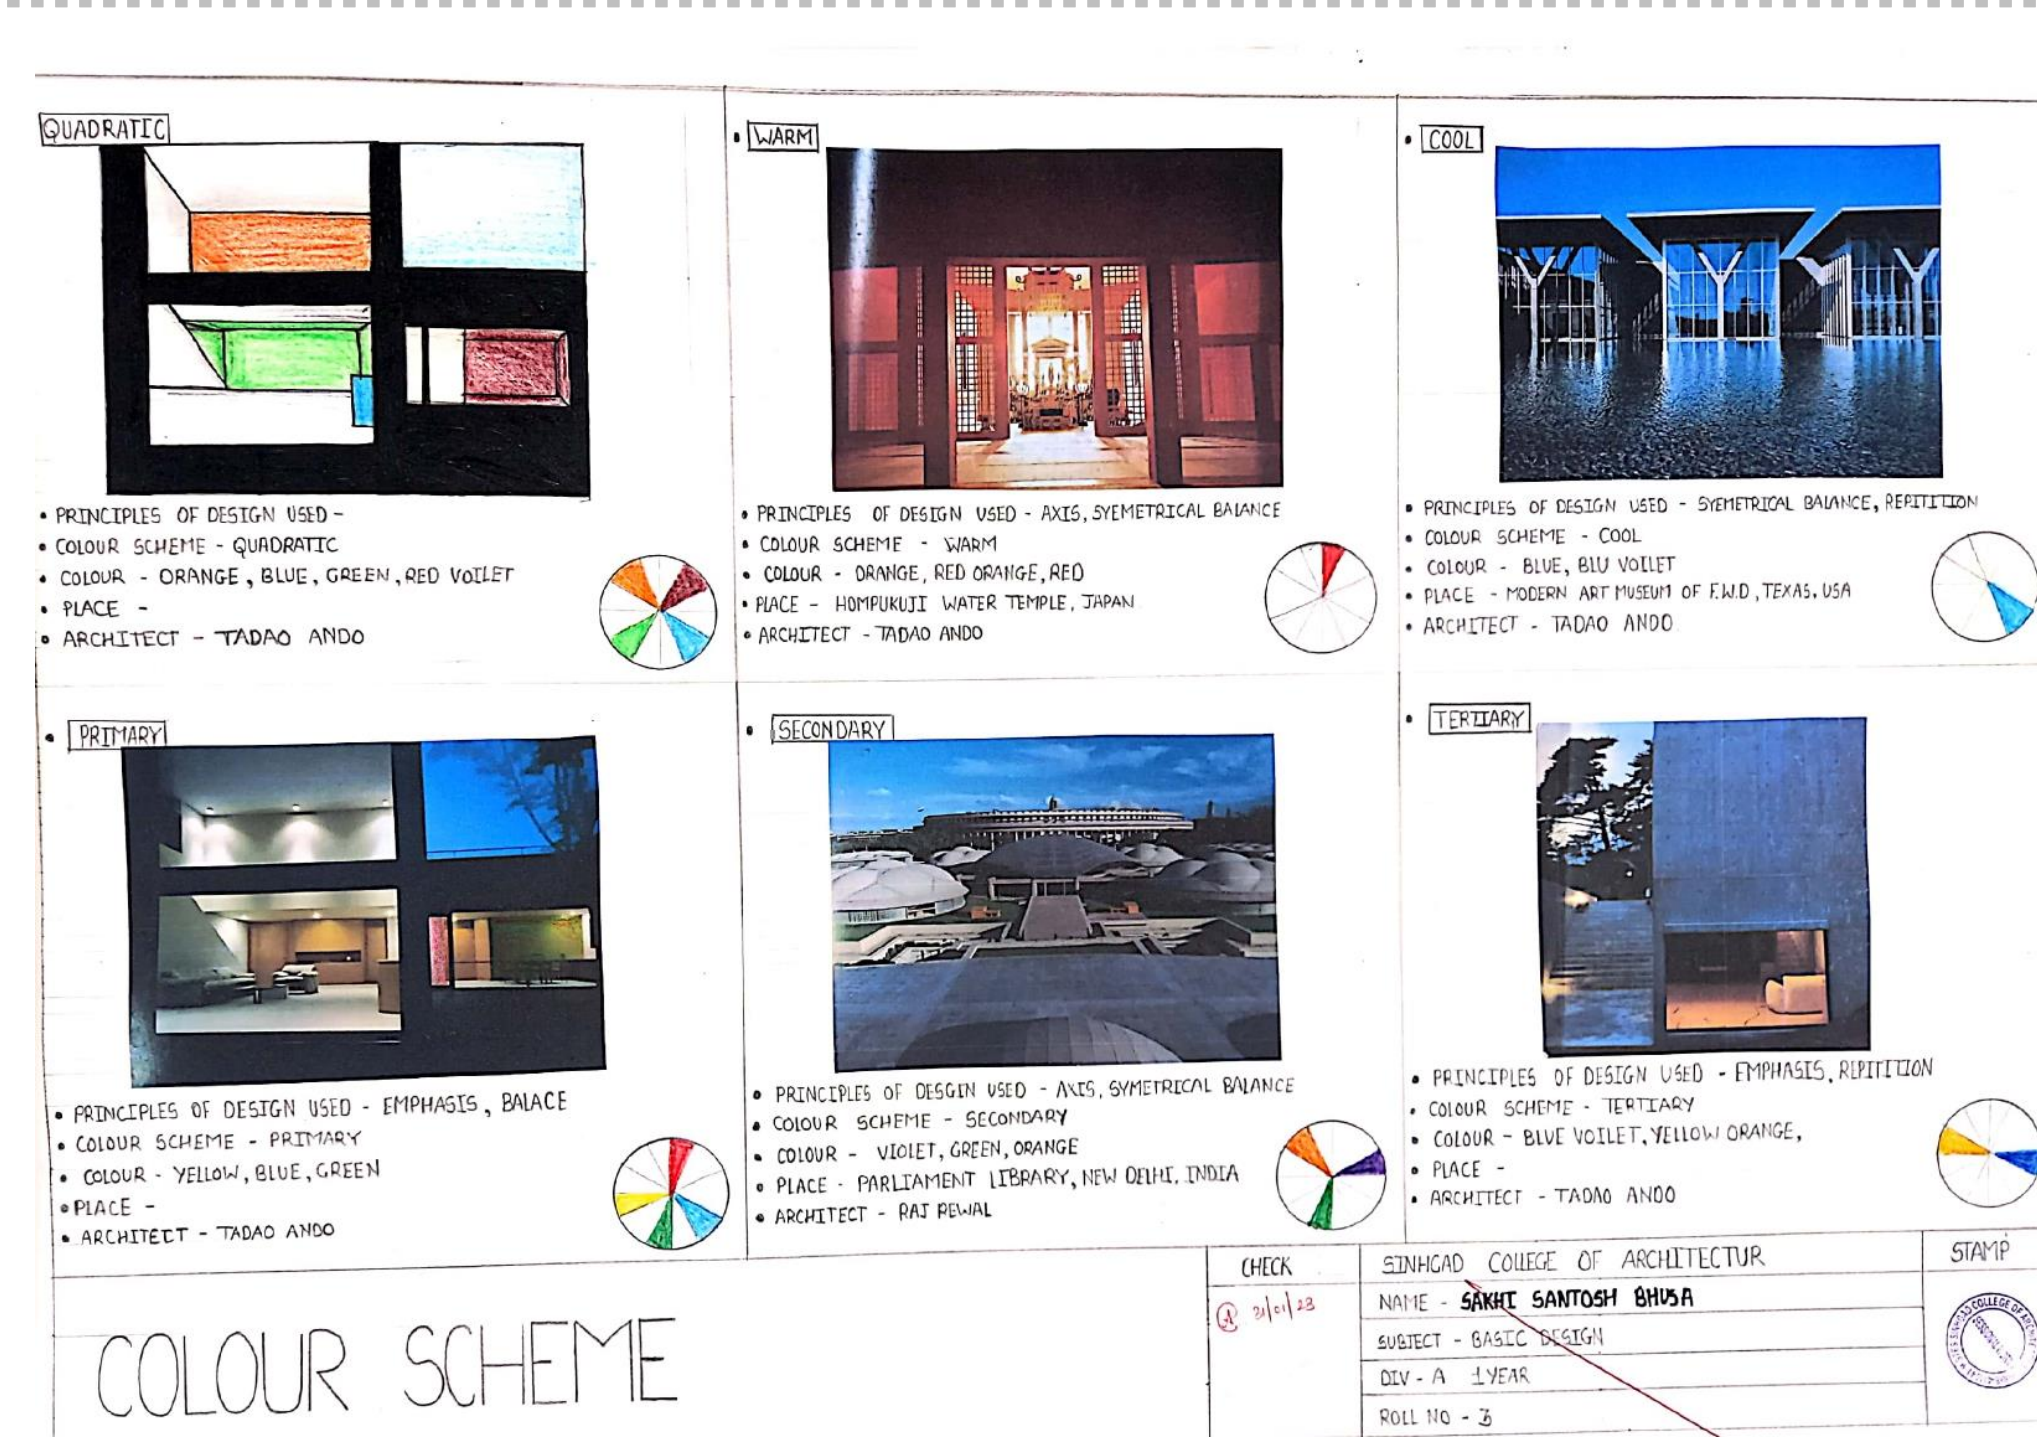 QUADRATIC
• PRINCIPLES OF DESIGN USED -
• COLOUR SCHEME - QUADRATIC
• COLOUR - ORANGE, BLUE, GREEN, RED VOILET
• PLACE -
• ARCHITECT - TADAO ANDO
• WARM
• PRINCIPLES OF DESIGN USED - AXIS, SYEMETRICAL BALANCE
• COLOUR SCHEME - WARM
• COLOUR - ORANGE, RED ORANGE, RED
• PLACE - HOMPUKUJI WATER TEMPLE, JAPAN
• ARCHITECT - TADAO ANDO
• COOL
• PRINCIPLES OF DESIGN USED - SYEMETRICAL BALANCE, REPITITION
• COLOUR SCHEME - COOL
• COLOUR - BLUE, BLU VOILET
• PLACE - MODERN ART MUSEUM OF F.W.D, TEXAS, USA
• ARCHITECT - TADAO ANDO
• PRIMARY
• PRINCIPLES OF DESIGN USED - EMPHASIS, BALACE
• COLOUR SCHEME - PRIMARY
• COLOUR - YELLOW, BLUE, GREEN
• PLACE -
• ARCHITECT - TADAO ANDO
• SECONDARY
• PRINCIPLES OF DESGIN USED - AXIS, SYMETRICAL BALANCE
• COLOUR SCHEME - SECONDARY
• COLOUR - VIOLET, GREEN, ORANGE
• PLACE - PARLIAMENT LIBRARY, NEW DELHI, INDIA
• ARCHITECT - RAJ REWAL
• TERTIARY
• PRINCIPLES OF DESIGN USED - EMPHASIS, REPITITION
• COLOUR SCHEME - TERTIARY
• COLOUR - BLUE VOILET, YELLOW ORANGE,
• PLACE -
• ARCHITECT - TADAO ANDO
COLOUR SCHEME
CHECK
31/01/23
SINHGAD COLLEGE OF ARCHITECTUR
NAME - SAKHI SANTOSH BHUSA
SUBJECT - BASIC DESIGN
DIV - A 1 YEAR
ROLL NO - 3
STAMP